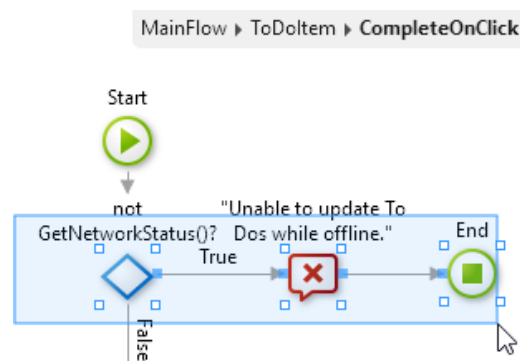 MainFlow ▸ ToDoItem ▸ CompleteOnClick
Start
not
GetNetworkStatus()?
"Unable to update To
Dos while offline."
End
True
False